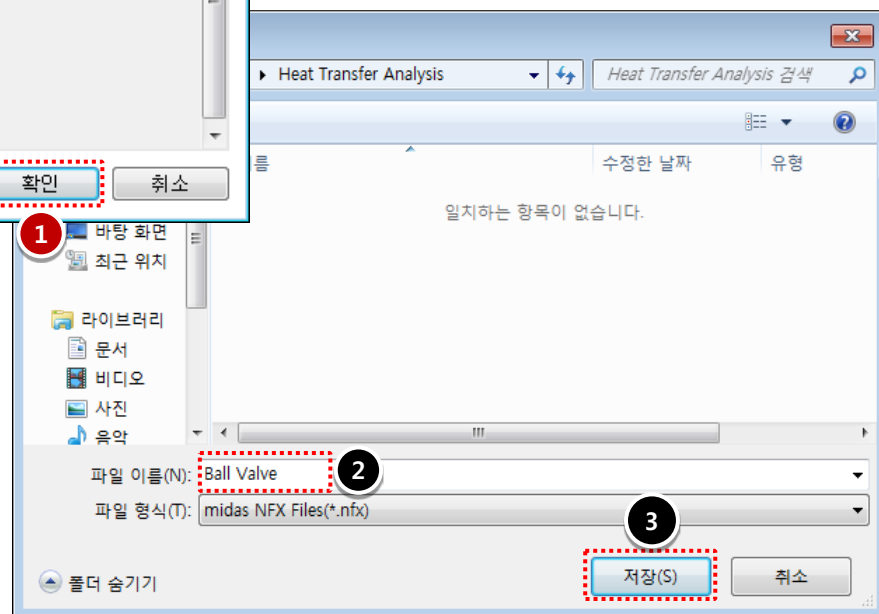 Heat Transfer Analysis
Heat Transfer Analysis 검색
름
수정한 날짜
유형
일치하는 항목이 없습니다.
확인
취소
1
바탕 화면
최근 위치
라이브러리
문서
비디오
사진
음악
파일 이름(N): Ball Valve
2
파일 형식(T): midas NFX Files(*.nfx)
3
폴더 숨기기
저장(S)
취소